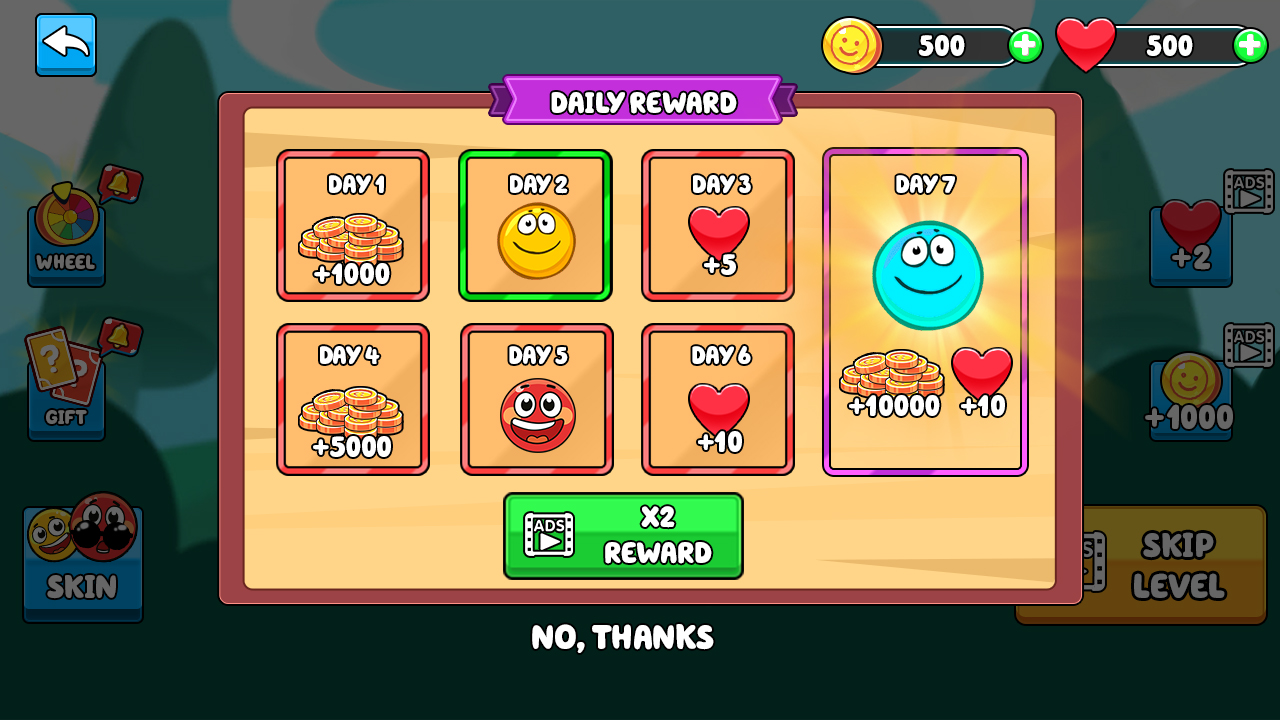 500
500
DAILY REWARD
DAY 1
+1000
DAY 2
DAY 3
+5
DAY 7
+10000
+10
DAY 4
+5000
DAY 5
DAY 6
+10
X2
REWARD
ADS
NO, THANKS
WHEEL
GIFT
?
?
SKIN
ADS
+2
ADS
+1000
S
SKIP
LEVEL